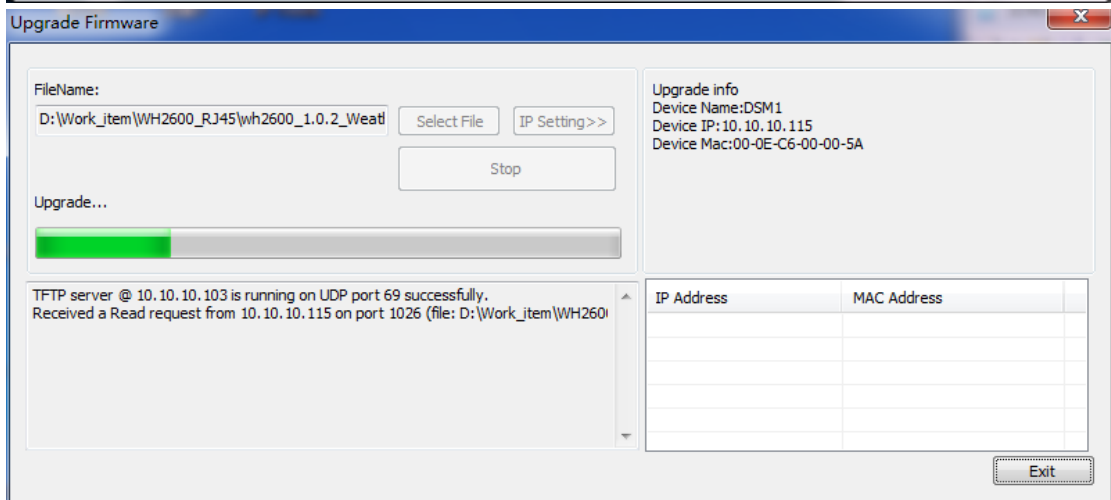 Upgrade Firmware
FileName:
D:\Work_item\WH2600_RJ45\wh2600_1.0.2_Weatl
Select File
IP Setting>>
Stop
Upgrade...
Upgrade info
Device Name:DSM1
Device IP:10.10.10.115
Device Mac:00-0E-C6-00-00-5A
TFTP server @ 10.10.10.103 is running on UDP port 69 successfully.
Received a Read request from 10.10.10.115 on port 1026 (file: D:\Work_item\WH260
IP Address MAC Address
Exit